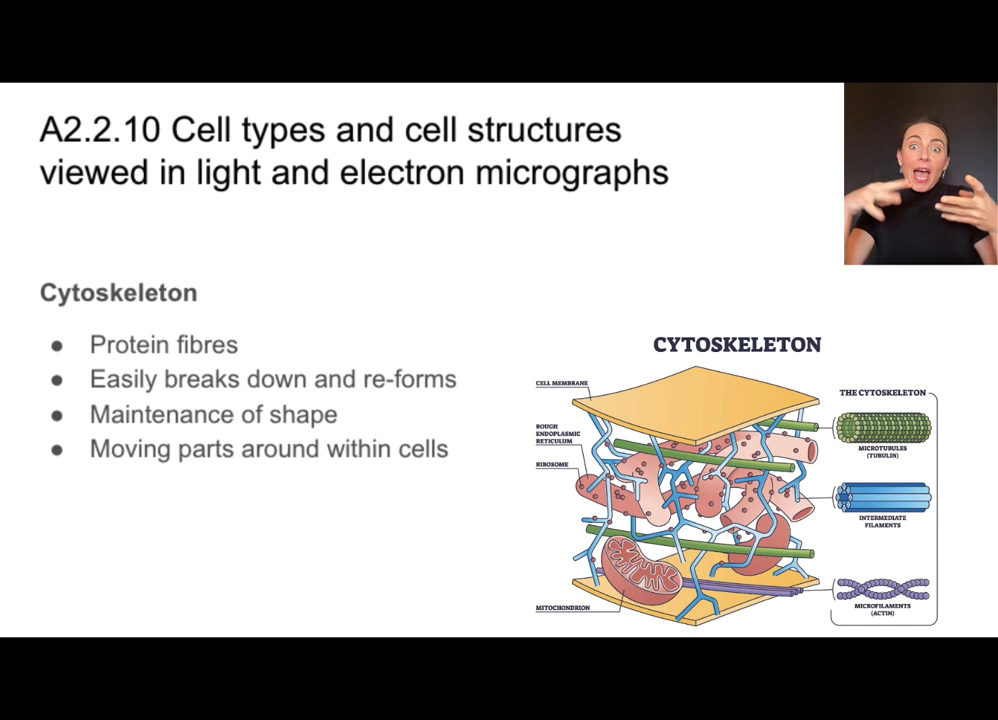 A2.2.10 Cell types and cell structures
viewed in light and electron micrographs
Cytoskeleton
● Protein fibres
● Easily breaks down and re-forms
● Maintenance of shape
● Moving parts around within cells
CYTOSKELETON
CELL MEMBRANE
ROUGH
ENDOPLASMIC
RETICULUM
RIBOSOME
MITOCHONDRION
THE CYTOSKELETON
MICROTUBULES
(TUBULIN)
INTERMEDIATE
FILAMENTS
MICROFILAMENTS
(ACTIN)